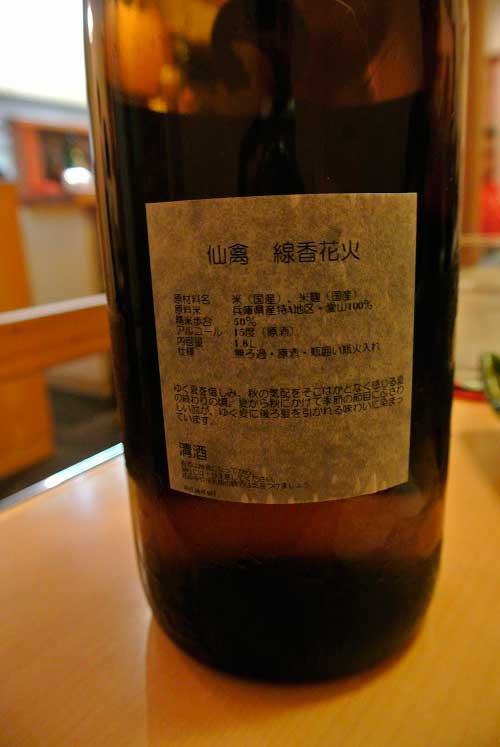 仙禽 線香花火
原材料名 米（国産）、米麹（国産）
原料米 兵庫県産特A地区・愛山100%
精米歩合 50%
アルコール 15度（原酒）
内容量 1.8L
仕様 無ろ過・原酒・瓶囲い瓶火入れ
ゆく夏を惜しみ、秋の気配をそこはかとなく感じる夏
の終わりの頃。夏から秋にかけて季節の節目にふさわ
しい旨が、ゆく夏に後ろ髪を引かれる味わいに染まっ
ています。
清酒